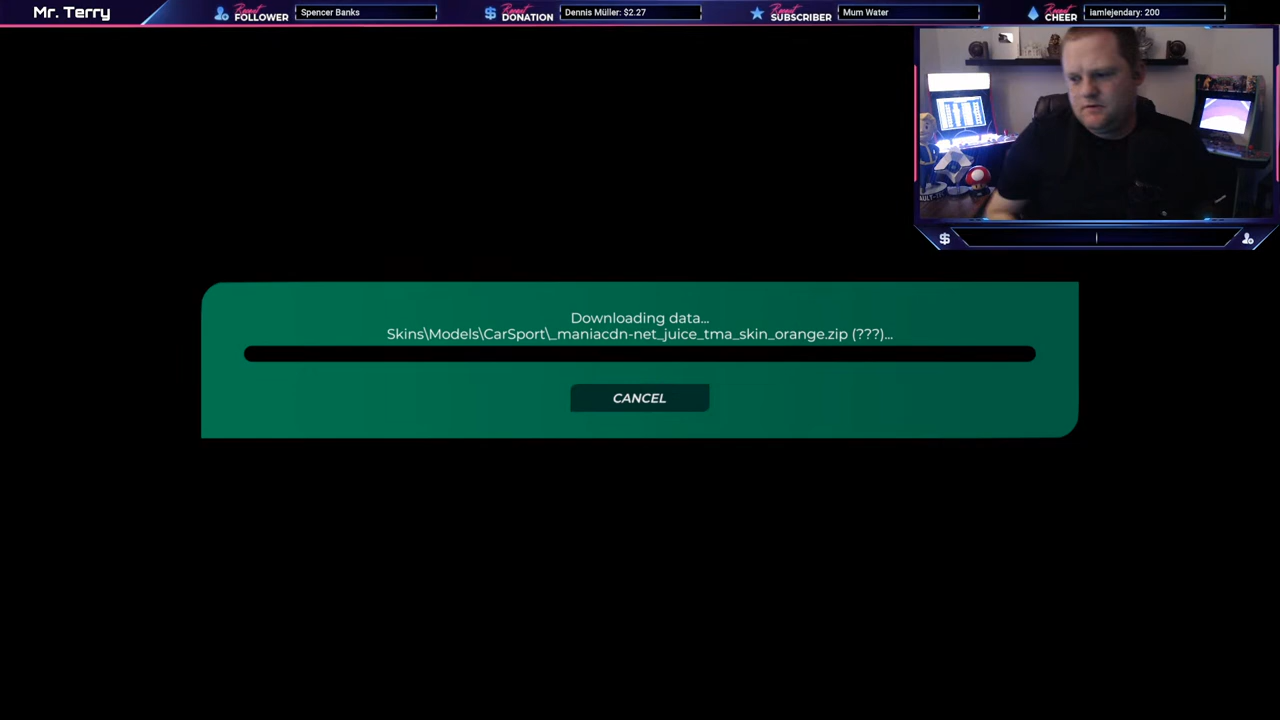 Mr. Terry
Recent FOLLOWER Spencer Banks
Recent DONATION Dennis Müller: $2.27
Recent SUBSCRIBER Mum Water
Recent CHEER iamlejendary: 200
Downloading data...
Skins\Models\CarSport\_maniacdn-net_juice_tma_skin_orange.zip (???)...
CANCEL